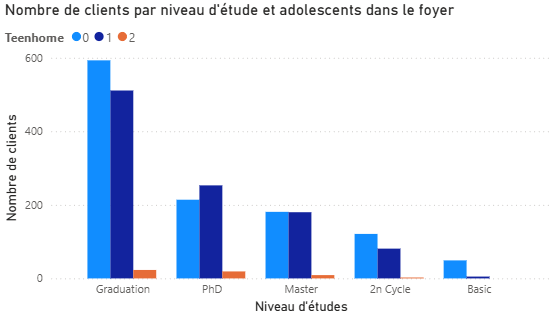 Nombre de clients par niveau d'étude et adolescents dans le foyer
Teenhome 0 1 2
600
400
200
0
Nombre de clients
Graduation PhD Master 2n Cycle Basic
Niveau d'études